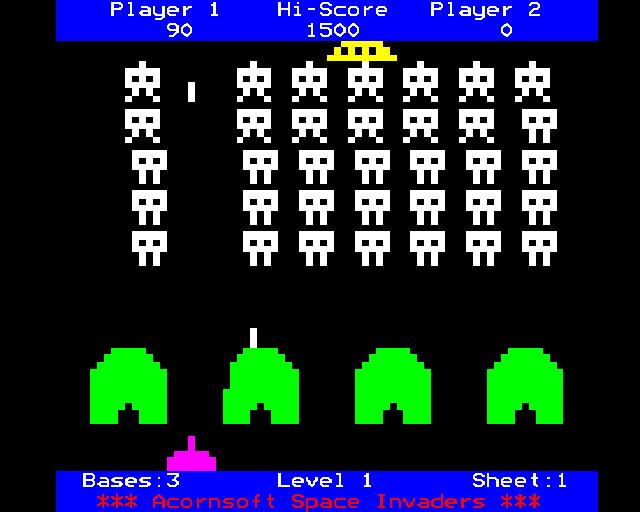 Player 1 Hi-Score Player 2
90 1500 0
Bases:3 Level 1 Sheet:1
*** Acornsoft Space Invaders ***